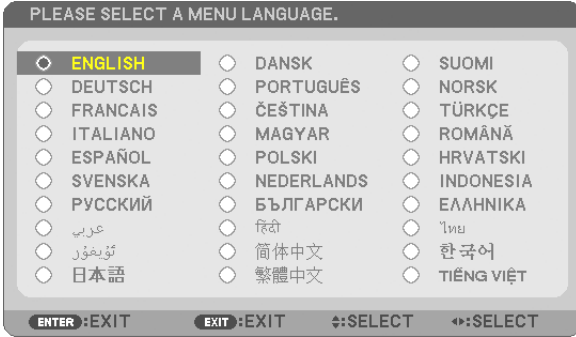 PLEASE SELECT A MENU LANGUAGE.
ENGLISH DANSK SUOMI
DEUTSCH PORTUGUÊS NORSK
FRANCAIS ČEŠTINA TÜRKÇE
ITALIANO MAGYAR ROMÂNĂ
ESPAÑOL POLSKI HRVATSKI
SVENSKA NEDERLANDS INDONESIA
РУССКИЙ БЪЛГАРСКИ ΕΛΛΗΝΙΚΑ
عربي हिंदी ไทย
ئۇيغۇر 简体中文 한국어
日本語 繁體中文 TIẾNG VIỆT
ENTER:EXIT EXIT:EXIT ♦:SELECT ◂▸:SELECT